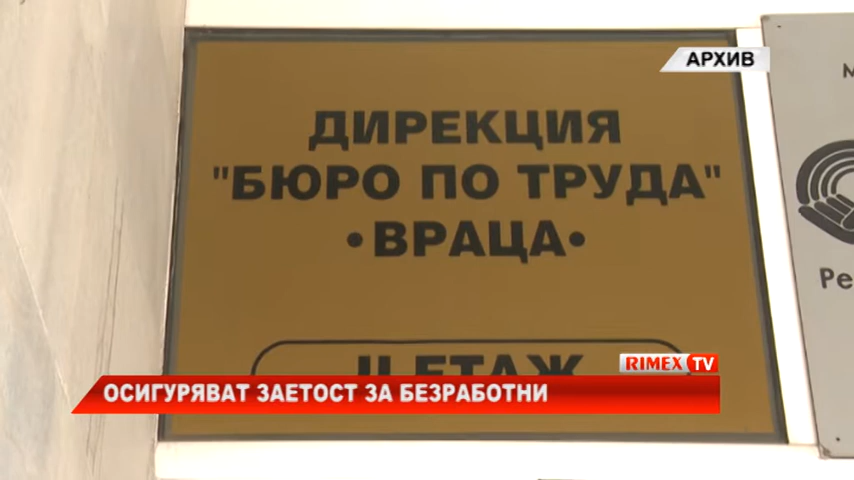 АРХИВ
ДИРЕКЦИЯ
"БЮРО ПО ТРУДА"
•ВРАЦА•
II ЕТАЖ
RIMEX TV
ОСИГУРЯВАТ ЗАЕТОСТ ЗА БЕЗРАБОТНИ